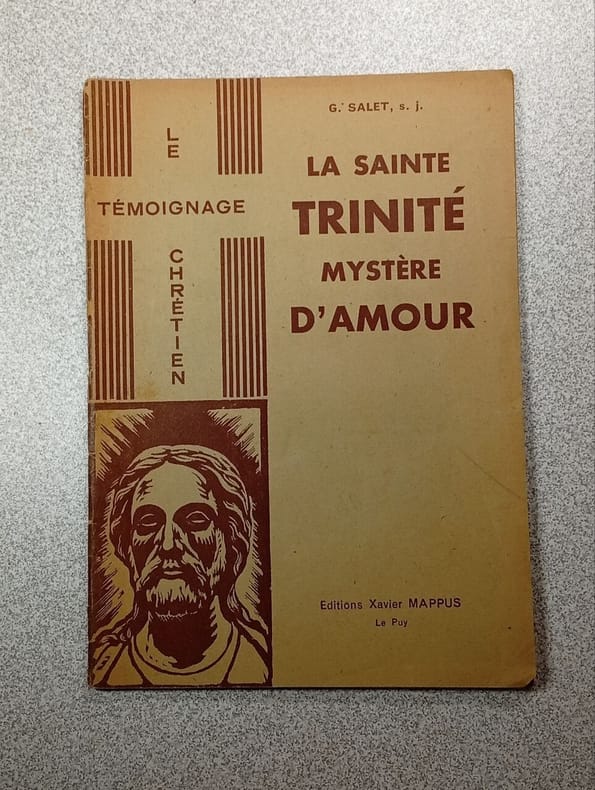 LE
TÉMOIGNAGE
CHRÉTIEN
G. SALET, s. j.
LA SAINTE
TRINITÉ
MYSTÈRE
D'AMOUR
Editions Xavier MAPPUS
Le Puy